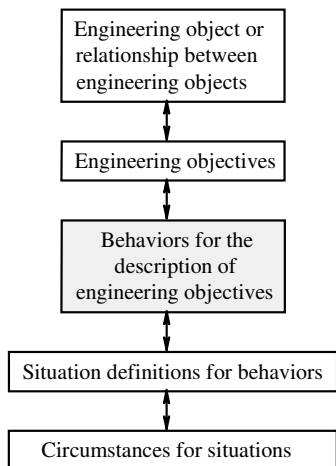 Engineering object or
relationship between
engineering objects
Engineering objectives
Behaviors for the
description of
engineering objectives
Situation definitions for behaviors
Circumstances for situations